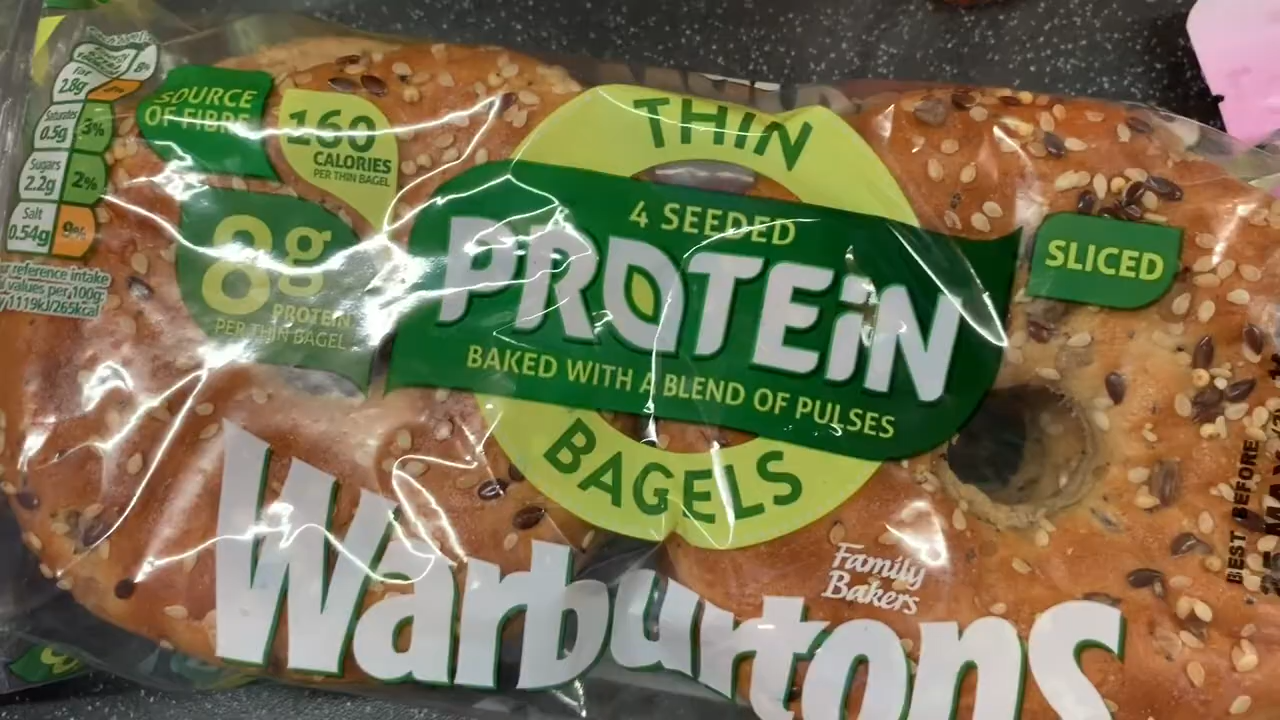 Fat
2.8g
Saturates
0.5g 3%
Sugars
2.2g 2%
Salt
0.54g 9%
reference intake
values per 100g:
1119kJ/265kcal
SOURCE
OF FIBRE
160
CALORIES
PER THIN BAGEL
8g
PROTEIN
PER THIN BAGEL
THIN
4 SEEDED
PROTEiN
BAKED WITH A BLEND OF PULSES
BAGELS
SLICED
Family
Bakers
Warburtons
BEST BEFORE